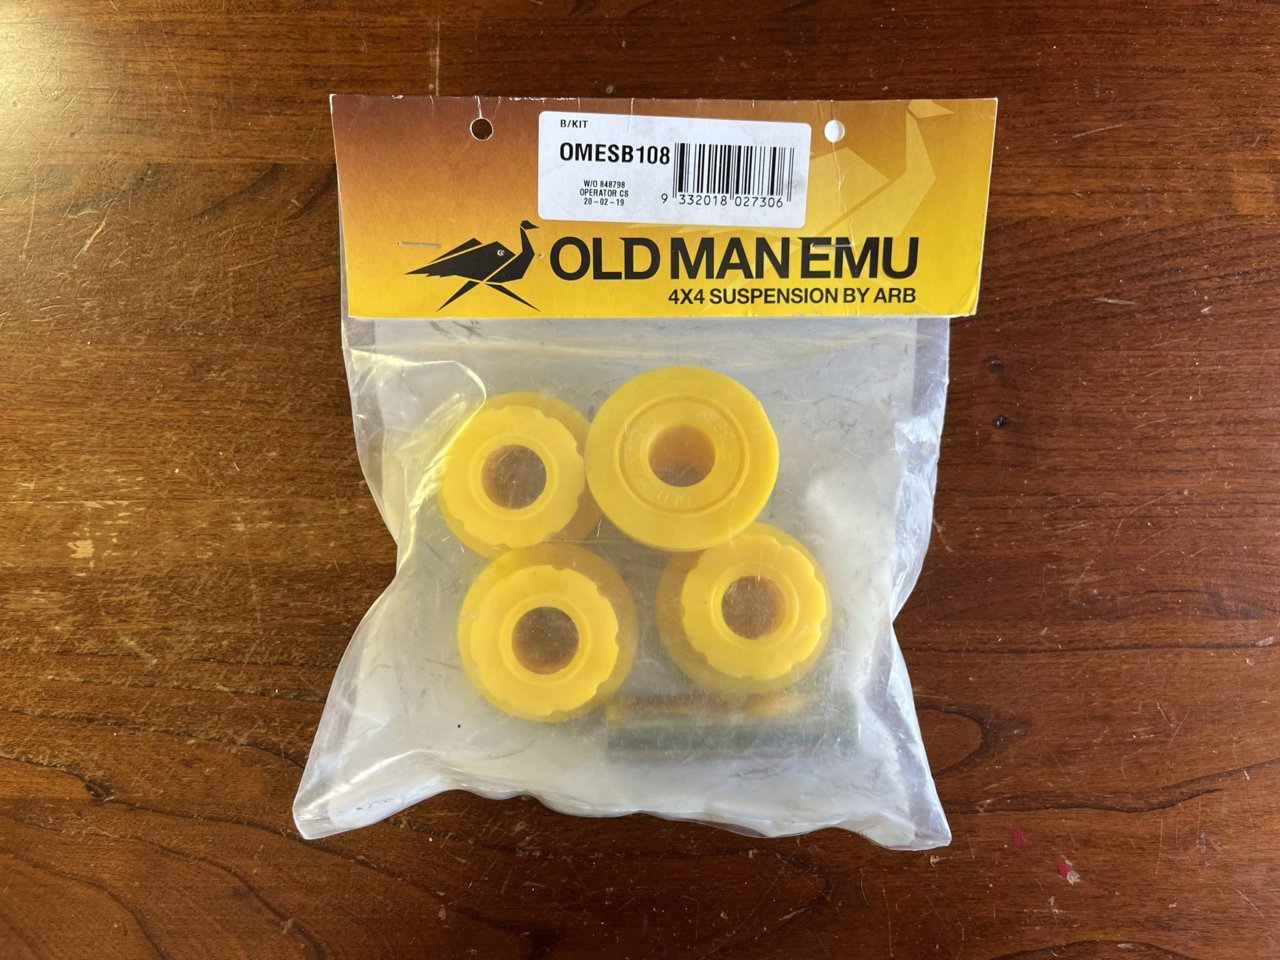 B/KIT
OMESB108
W/O 848798
OPERATOR CS
20-02-19
9 332018 027306
OLD MAN EMU
4X4 SUSPENSION BY ARB